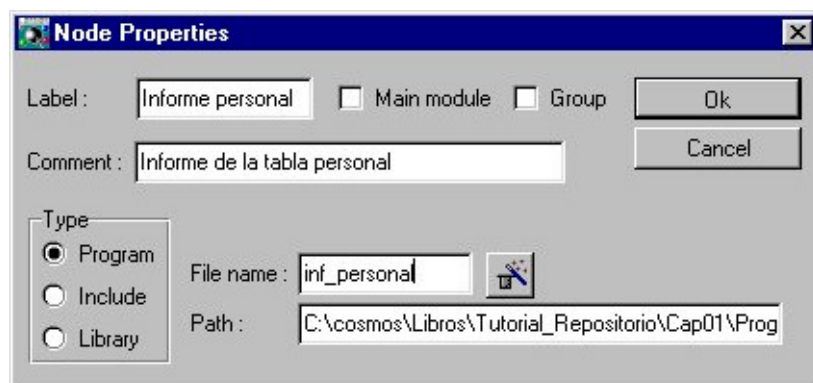 Node Properties
Label : Informe personal Main module Group Ok
Comment : Informe de la tabla personal Cancel
Type
Program
Include
Library
File name : inf_personal
Path : C:\cosmos\Libros\Tutorial_Repositorio\Cap01\Prog